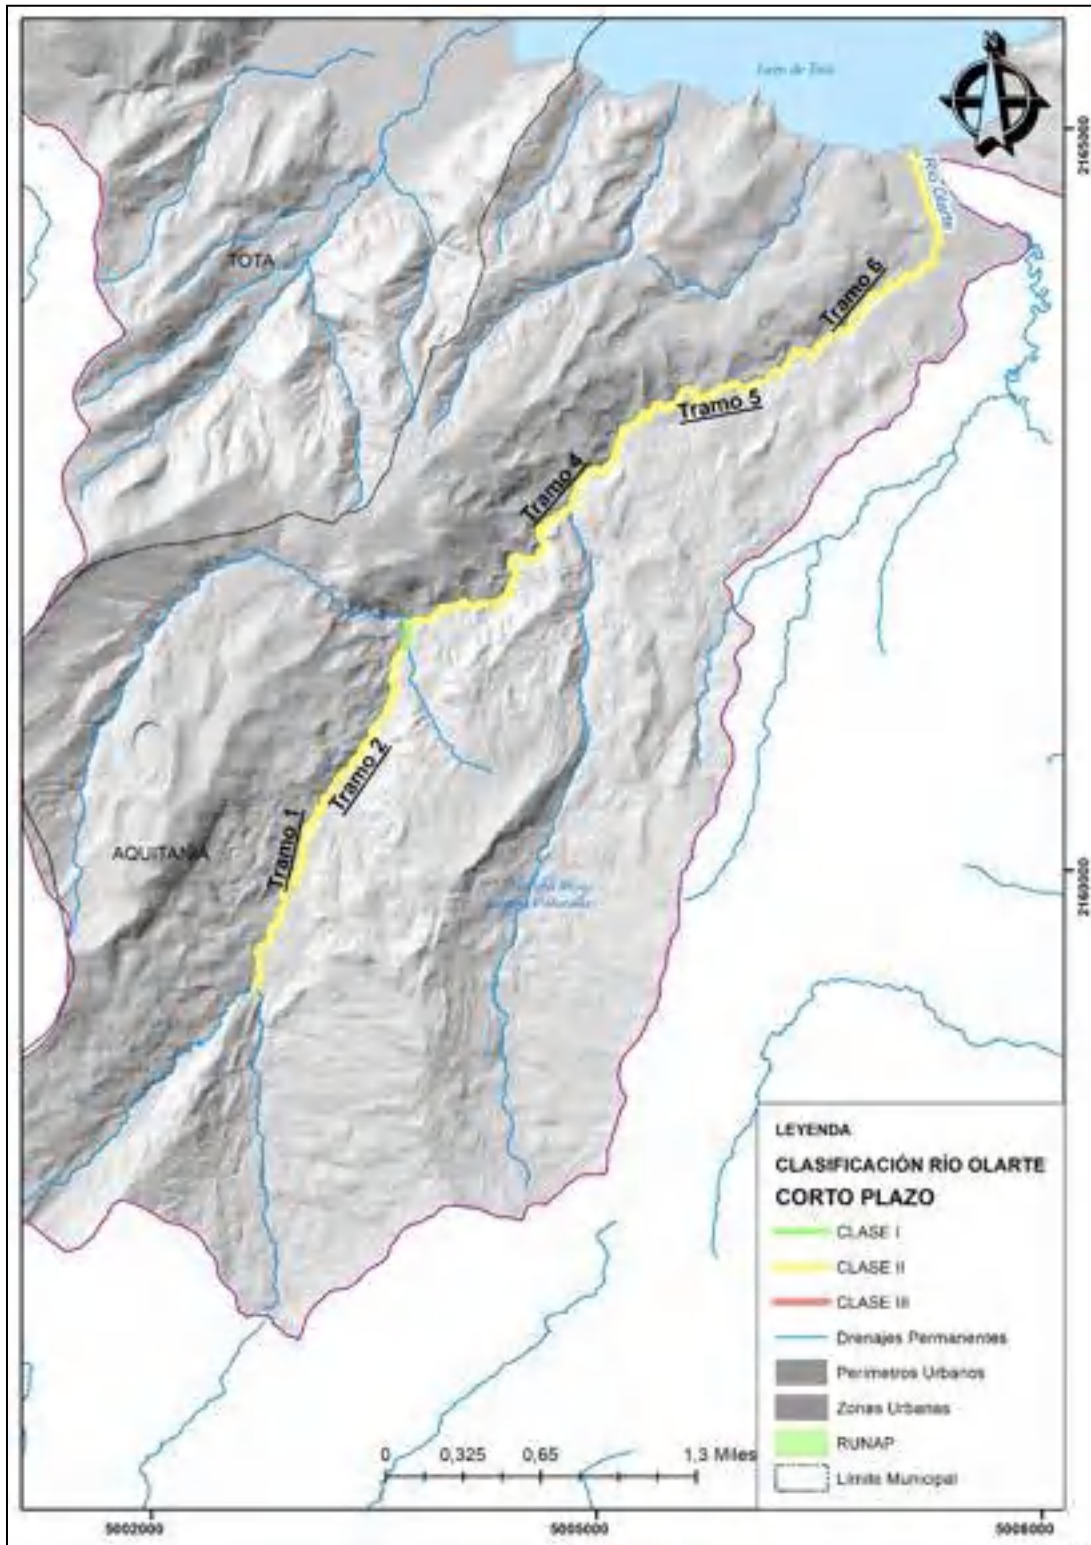 Lago de Tota
N
2165000
Río Olarte
TOTA
Tramo 6
Tramo 5
Tramo 4
Tramo 2
Tramo 1
AQUITANIA
2160000
LEYENDA
CLASIFICACIÓN RÍO OLARTE
CORTO PLAZO
CLASE I
CLASE II
CLASE III
Drenajes Permanentes
Perímetros Urbanos
Zonas Urbanas
RUNAP
Límite Municipal
0 0,325 0,65 1,3 Miles
5002000 5005000 5008000